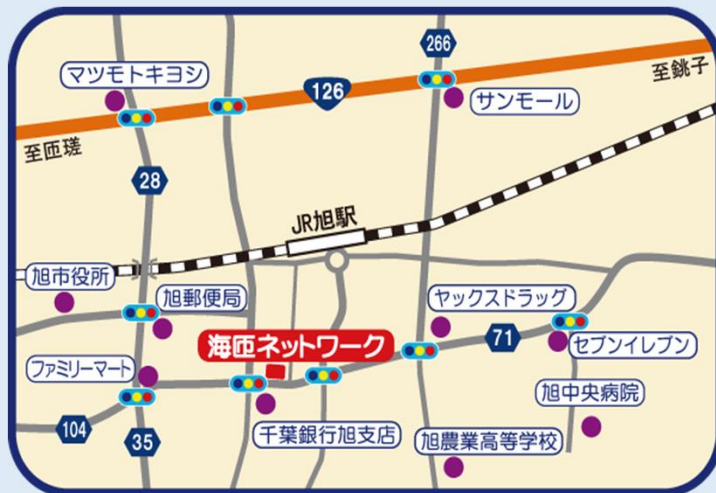 マツモトキヨシ
266
至銚子
126
サンモール
至匝瑳
28
JR旭駅
旭市役所
旭郵便局
ヤックスドラッグ
海匝ネットワーク
71
セブンイレブン
ファミリーマート
旭中央病院
104
35
千葉銀行旭支店
旭農業高等学校